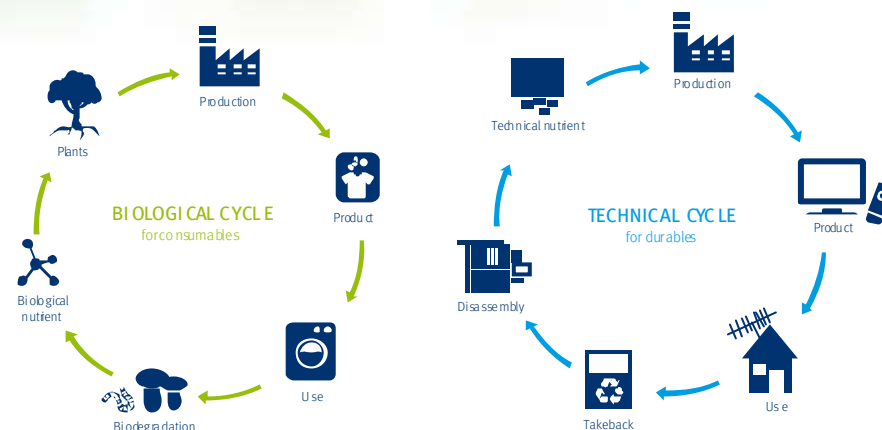 Production
Plants
Product
BIOLOGICAL CYCLE
for consumables
Biological
nutrient
Use
Biodegradation
Production
Technical nutrient
Product
TECHNICAL CYCLE
for durables
Disassembly
Use
Takeback